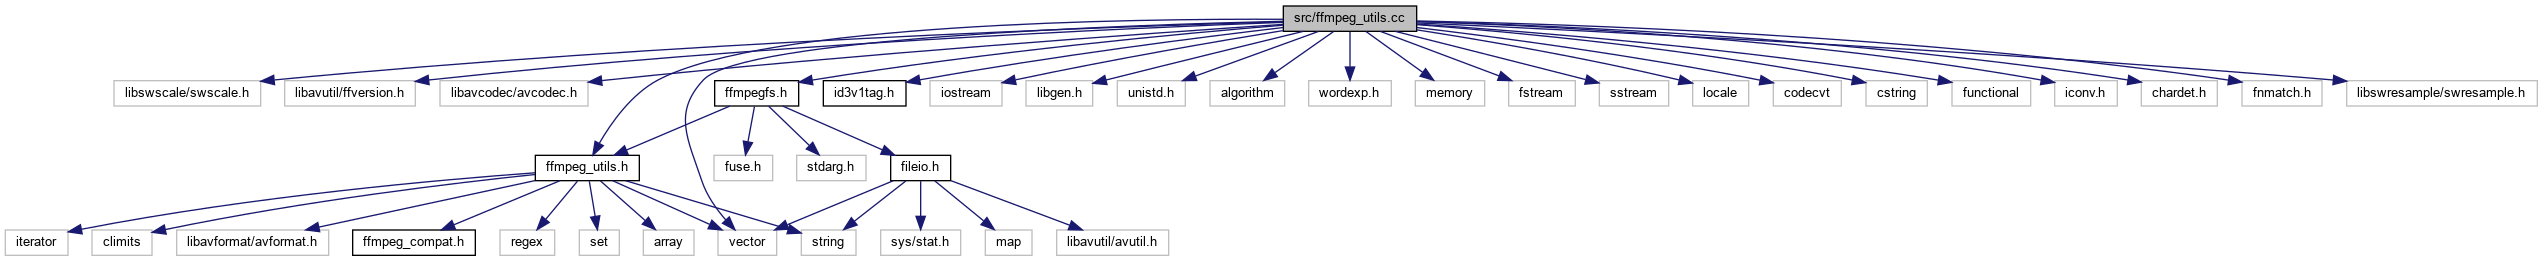 src/ffmpeg_utils.cc
libswscale/swscale.h
libavutil/ffversion.h
libavcodec/avcodec.h
ffmpegfs.h
id3v1tag.h
iostream
libgen.h
unistd.h
algorithm
wordexp.h
memory
fstream
sstream
locale
codecvt
cstring
functional
iconv.h
chardet.h
fnmatch.h
libswresample/swresample.h
ffmpeg_utils.h
fuse.h
stdarg.h
fileio.h
iterator
climits
libavformat/avformat.h
ffmpeg_compat.h
regex
set
array
vector
string
sys/stat.h
map
libavutil/avutil.h